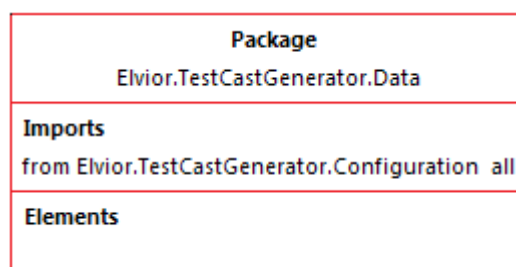 Package
Elvior.TestCastGenerator.Data
Imports
from Elvior.TestCastGenerator.Configuration all
Elements